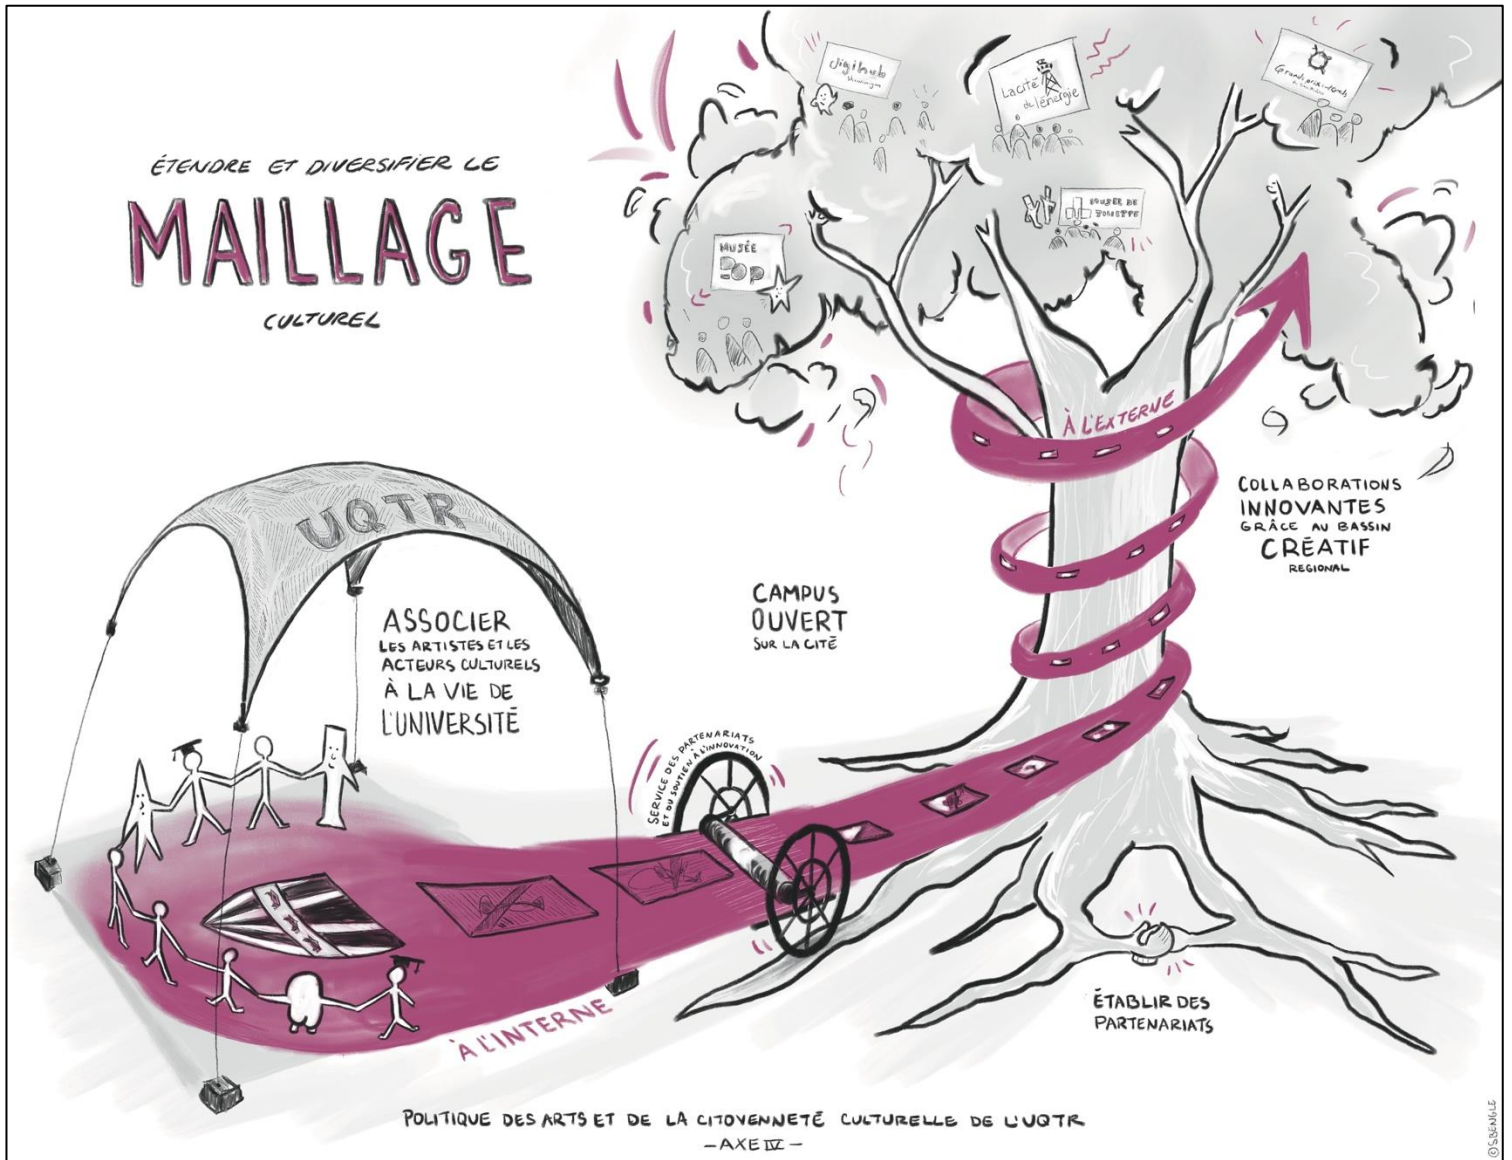 ÉTENDRE ET DIVERSIFIER LE
MAILLAGE
CULTUREL
Digihub
Shawinigan
La cité
de l'énergie
MUSÉE
POP
À L'EXTERNE
COLLABORATIONS
INNOVANTES
GRÂCE AU BASSIN
CRÉATIF
REGIONAL
UQTR
ASSOCIER
LES ARTISTES ET LES
ACTEURS CULTURELS
À LA VIE DE
L'UNIVERSITÉ
CAMPUS
OUVERT
SUR LA CITÉ
SERVICE DES PARTENARIATS
ET DU SOUTIEN À L'INNOVATION
À L'INTERNE
ÉTABLIR DES
PARTENARIATS
POLITIQUE DES ARTS ET DE LA CITOYENNETÉ CULTURELLE DE L'UQTR
– AXE IV –
©SBENGLE